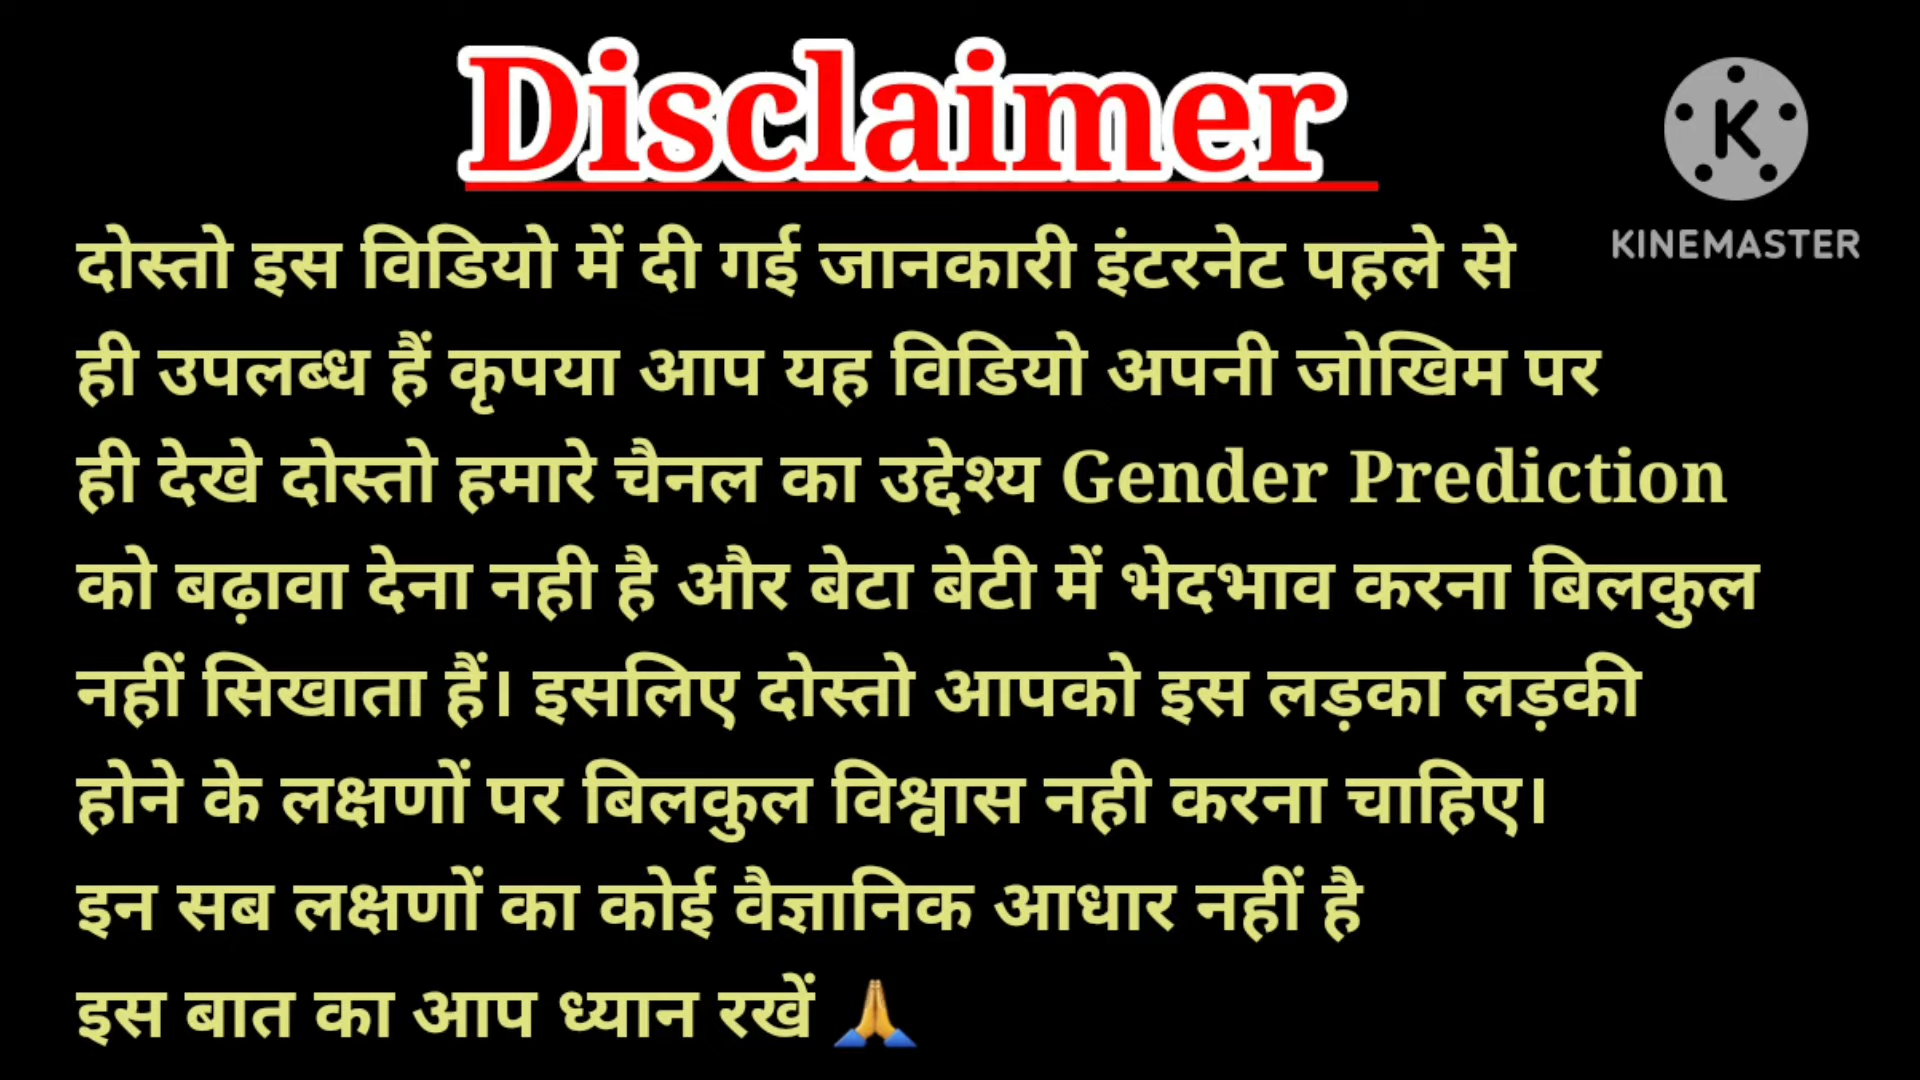 Disclaimer
KINEMASTER
दोस्तो इस विडियो में दी गई जानकारी इंटरनेट पहले से
ही उपलब्ध हैं कृपया आप यह विडियो अपनी जोखिम पर
ही देखे दोस्तो हमारे चैनल का उद्देश्य Gender Prediction
को बढ़ावा देना नही है और बेटा बेटी में भेदभाव करना बिलकुल
नहीं सिखाता हैं। इसलिए दोस्तो आपको इस लड़का लड़की
होने के लक्षणों पर बिलकुल विश्वास नही करना चाहिए।
इन सब लक्षणों का कोई वैज्ञानिक आधार नहीं है
इस बात का आप ध्यान रखें 🙏